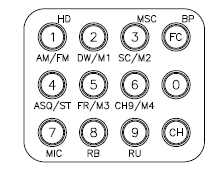 HD MSC BP
1 2 3 FC
AM/FM DW/M1 SC/M2
4 5 6 0
ASQ/ST FR/M3 CH9/M4
7 8 9 CH
MIC RB RU